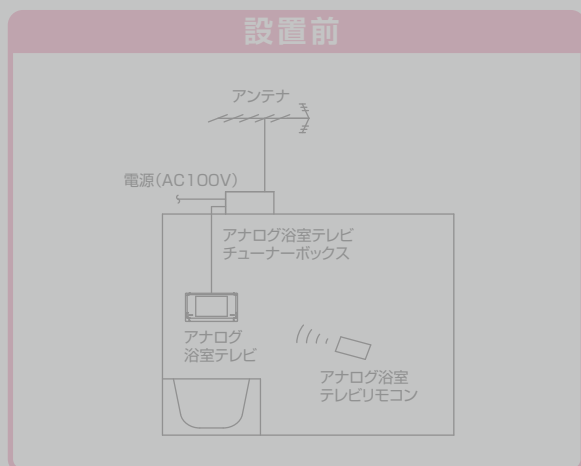 設置前
アンテナ
電源(AC100V)
アナログ浴室テレビ
チューナーボックス
アナログ
浴室テレビ
アナログ浴室
テレビリモコン